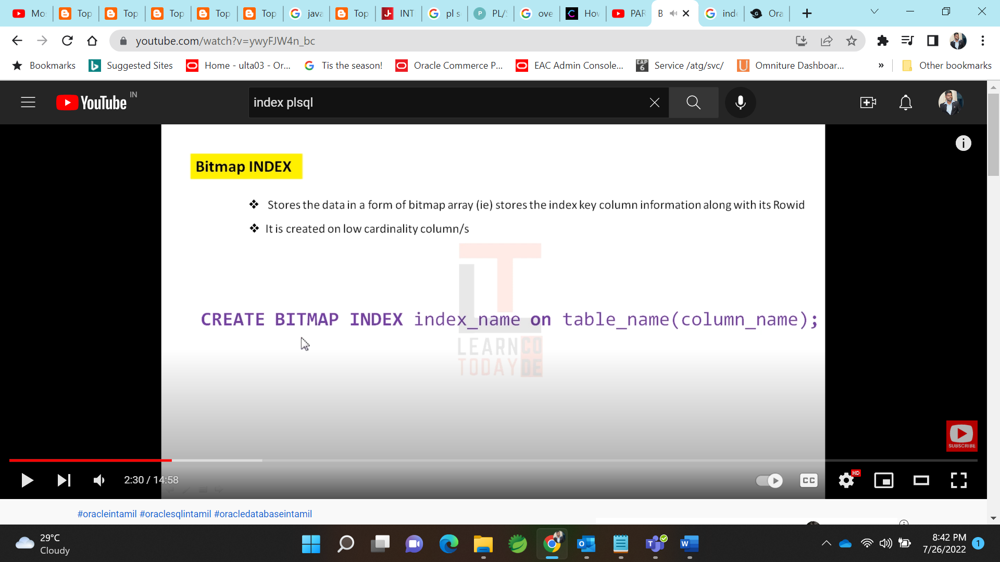 Mo Top Top Top Top Top java Top INT pl s PL/S ove How PAR B inde Ora
youtube.com/watch?v=ywyFJW4n_bc
Bookmarks Suggested Sites Home - ulta03 - Or... Tis the season! Oracle Commerce P... EAC Admin Console... EAP 6 Service /atg/svc/ Omniture Dashboar... » Other bookmarks
YouTube IN
index plsql
Bitmap INDEX
❖ Stores the data in a form of bitmap array (ie) stores the index key column information along with its Rowid
❖ It is created on low cardinality column/s
CREATE BITMAP INDEX index_name on table_name(column_name);
LEARN CO
TODAY DE
SUBSCRIBE
2:30 / 14:58
CC
HD
#oracleintamil #oraclesqlintamil #oracledatabaseintamil
29°C
Cloudy
8:42 PM
7/26/2022
1